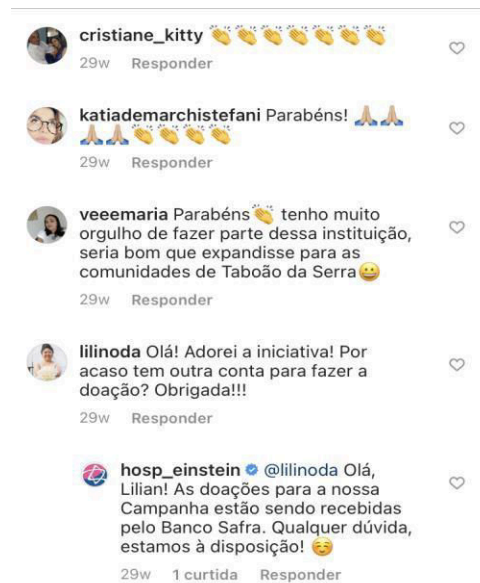 cristiane_kitty 👏👏👏👏👏👏👏
29w Responder
katiademarchistefani Parabéns! 🙏🏼🙏🏼
🙏🏼🙏🏼👏👏👏👏
29w Responder
veeemaria Parabéns👏 tenho muito
orgulho de fazer parte dessa instituição,
seria bom que expandisse para as
comunidades de Taboão da Serra😀
29w Responder
lilinoda Olá! Adorei a iniciativa! Por
acaso tem outra conta para fazer a
doação? Obrigada!!!
29w Responder
hosp_einstein @lilinoda Olá,
Lilian! As doações para a nossa
Campanha estão sendo recebidas
pelo Banco Safra. Qualquer dúvida,
estamos à disposição! ☺️
29w 1 curtida Responder